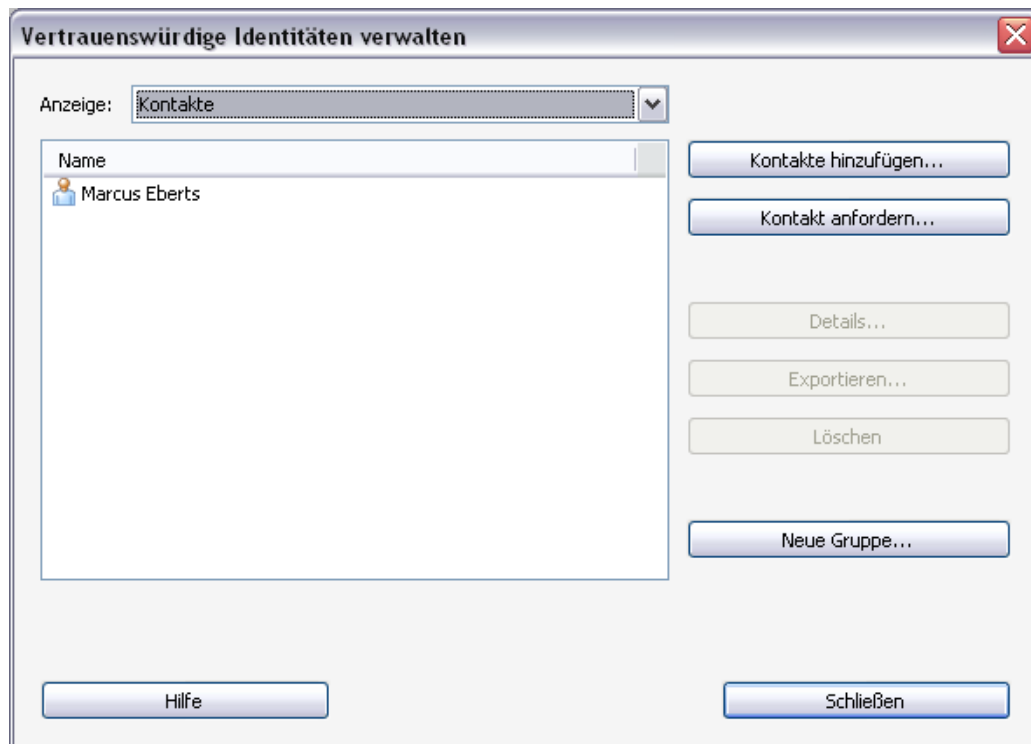 Vertrauenswürdige Identitäten verwalten
Anzeige: Kontakte
Name
Marcus Eberts
Kontakte hinzufügen...
Kontakt anfordern...
Details...
Exportieren...
Löschen
Neue Gruppe...
Hilfe
Schließen